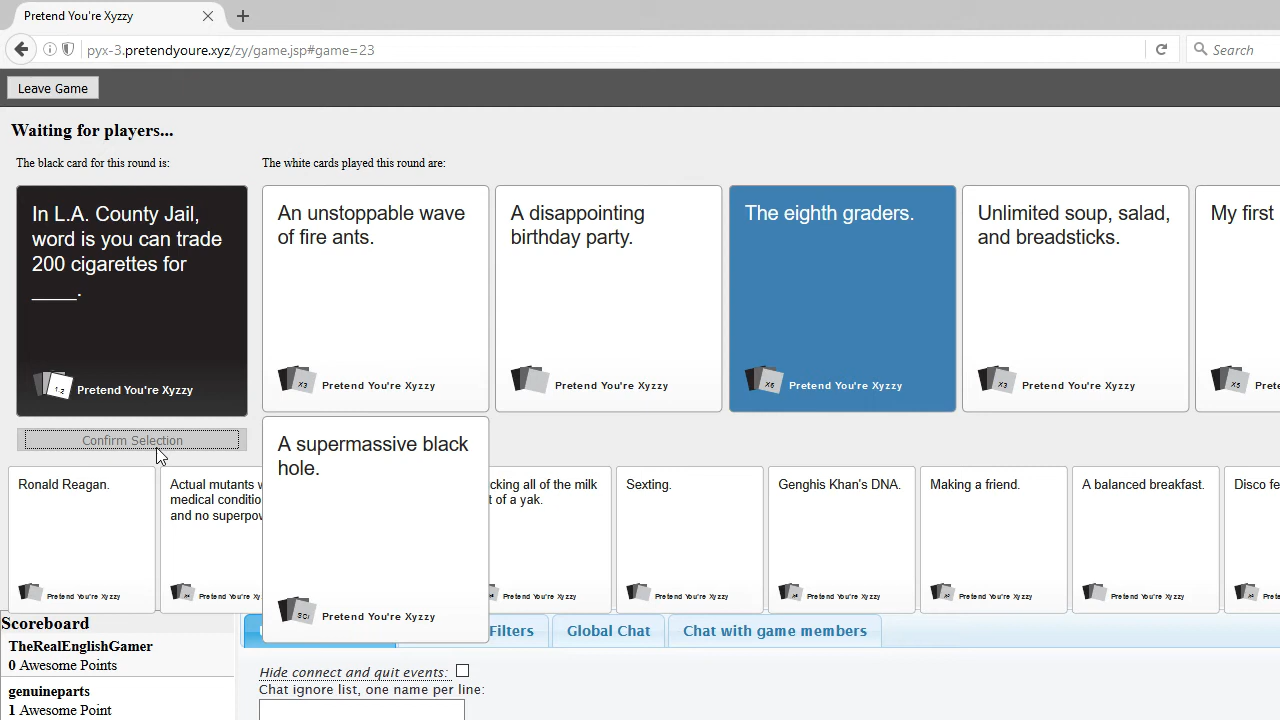 Pretend You're Xyzzy
pyx-3.pretendyoure.xyz/zy/game.jsp#game=23
Search
Leave Game
Waiting for players...
The black card for this round is:
The white cards played this round are:
In L.A. County Jail,
word is you can trade
200 cigarettes for
____.
1.2
Pretend You're Xyzzy
An unstoppable wave
of fire ants.
X3
Pretend You're Xyzzy
A disappointing
birthday party.
Pretend You're Xyzzy
The eighth graders.
X6
Pretend You're Xyzzy
Unlimited soup, salad,
and breadsticks.
X3
Pretend You're Xyzzy
My first
X5
Confirm Selection
A supermassive black
hole.
SCI
Pretend You're Xyzzy
Ronald Reagan.
Pretend You're Xyzzy
Actual mutants
medical conditio
and no superpo
Pretend You're Xyz
cking all of the milk
t of a yak.
Pretend You're Xyzzy
Sexting.
Pretend You're Xyzzy
Genghis Khan's DNA.
Pretend You're Xyzzy
Making a friend.
Pretend You're Xyzzy
A balanced breakfast.
Pretend You're Xyzzy
Disco fe
Scoreboard
TheRealEnglishGamer
0 Awesome Points
genuineparts
1 Awesome Point
Filters
Global Chat
Chat with game members
Hide connect and quit events:
Chat ignore list, one name per line: